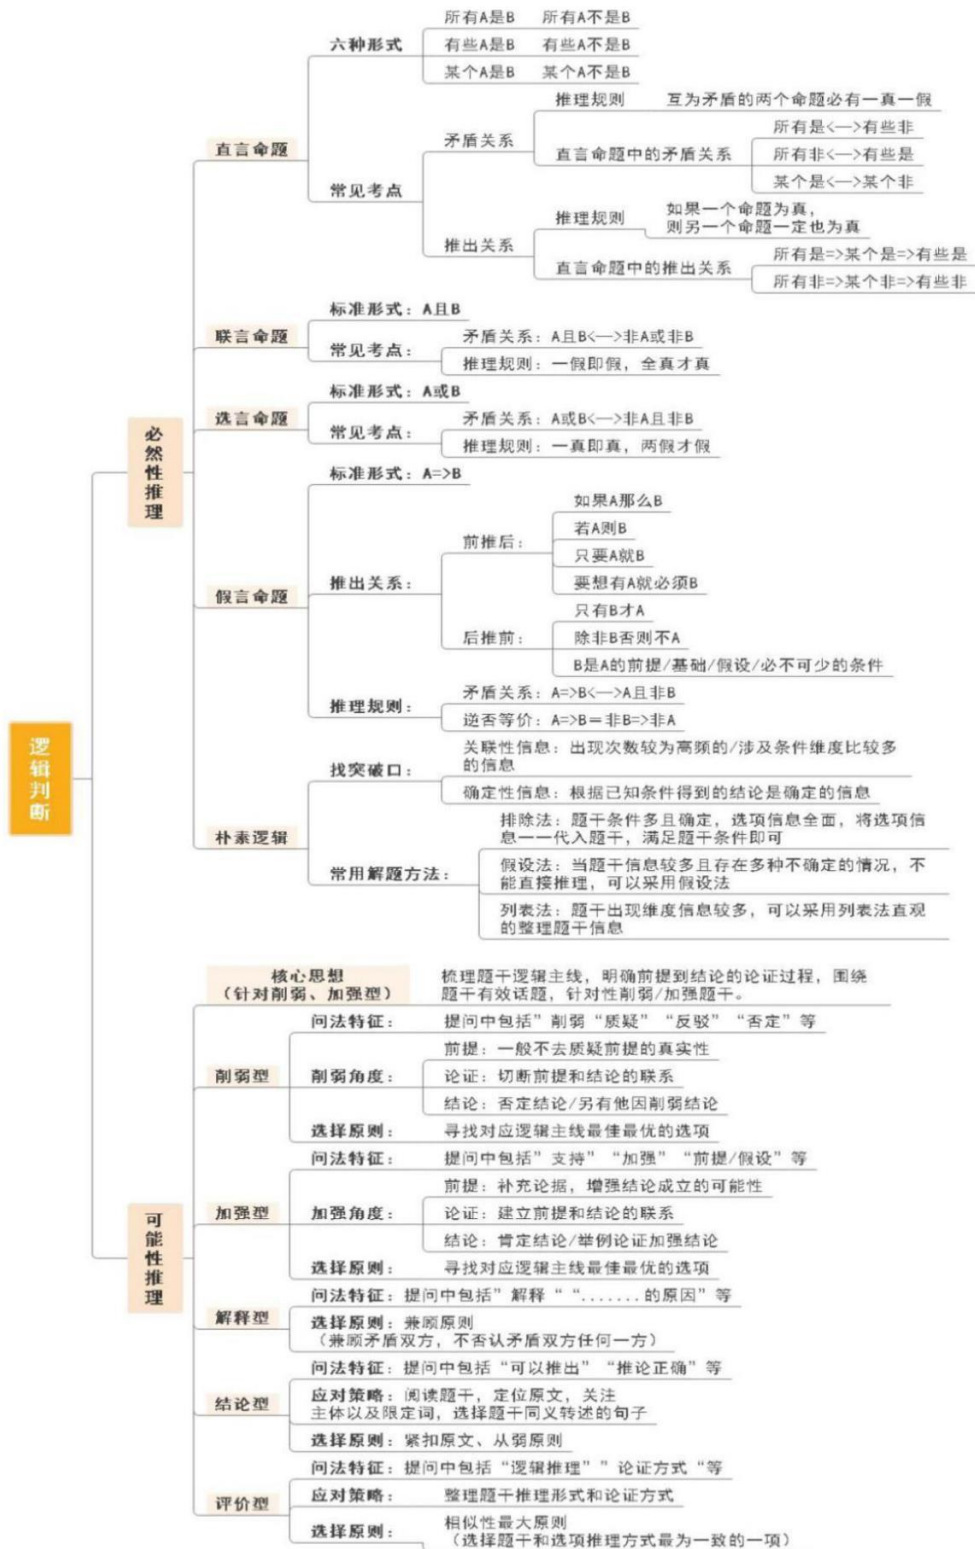 逻辑判断
必然性推理
直言命题
六种形式
所有A是B 所有A不是B
有些A是B 有些A不是B
某个A是B 某个A不是B
常见考点
矛盾关系
推理规则 互为矛盾的两个命题必有一真一假
直言命题中的矛盾关系
所有是<—>有些非
所有非<—>有些是
某个是<—>某个非
推出关系
推理规则
如果一个命题为真，
则另一个命题一定也为真
直言命题中的推出关系
所有是=>某个是=>有些是
所有非=>某个非=>有些非
联言命题
标准形式：A且B
常见考点：
矛盾关系：A且B<—>非A或非B
推理规则：一假即假，全真才真
选言命题
标准形式：A或B
常见考点：
矛盾关系：A或B<—>非A且非B
推理规则：一真即真，两假才假
假言命题
标准形式：A=>B
推出关系：
前推后：
如果A那么B
若A则B
只要A就B
要想有A就必须B
后推前：
只有B才A
除非B否则不A
B是A的前提/基础/假设/必不可少的条件
推理规则：
矛盾关系：A=>B<—>A且非B
逆否等价：A=>B＝非B=>非A
朴素逻辑
找突破口：
关联性信息：出现次数较为高频的/涉及条件维度比较多
的信息
确定性信息：根据已知条件得到的结论是确定的信息
常用解题方法：
排除法：题干条件多且确定，选项信息全面，将选项信
息一一代入题干，满足题干条件即可
假设法：当题干信息较多且存在多种不确定的情况，不
能直接推理，可以采用假设法
列表法：题干出现维度信息较多，可以采用列表法直观
的整理题干信息
可能性推理
核心思想
（针对削弱、加强型）
梳理题干逻辑主线，明确前提到结论的论证过程，围绕
题干有效话题，针对性削弱/加强题干。
削弱型
问法特征： 提问中包括”削弱“质疑” “反驳” “否定”等
削弱角度：
前提：一般不去质疑前提的真实性
论证：切断前提和结论的联系
结论：否定结论/另有他因削弱结论
选择原则： 寻找对应逻辑主线最佳最优的选项
加强型
问法特征： 提问中包括”支持” “加强” “前提/假设”等
加强角度：
前提：补充论据，增强结论成立的可能性
论证：建立前提和结论的联系
结论：肯定结论/举例论证加强结论
选择原则： 寻找对应逻辑主线最佳最优的选项
解释型
问法特征：提问中包括”解释“ “.......的原因”等
选择原则：兼顾原则
（兼顾矛盾双方，不否认矛盾双方任何一方）
结论型
问法特征：提问中包括“可以推出” “推论正确”等
应对策略：阅读题干，定位原文，关注
主体以及限定词，选择题干同义转述的句子
选择原则：紧扣原文、从弱原则
评价型
问法特征：提问中包括“逻辑推理” ”论证方式“等
应对策略： 整理题干推理形式和论证方式
选择原则：
相似性最大原则
（选择题干和选项推理方式最为一致的一项）